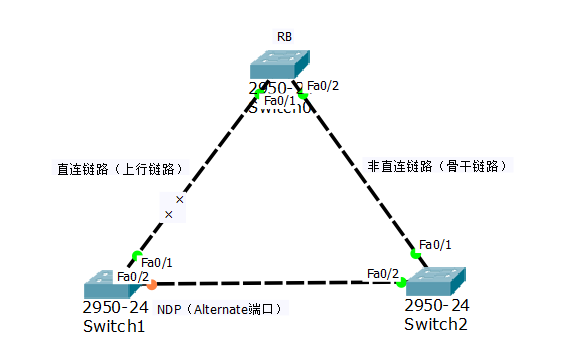 RB
Fa0/2
2950-2
Fa0/1
Switch0
直连链路（上行链路）
非直连链路（骨干链路）
Fa0/1
Fa0/1
Fa0/2
Fa0/2
2950-24
Switch1
NDP（Alternate端口）
2950-24
Switch2